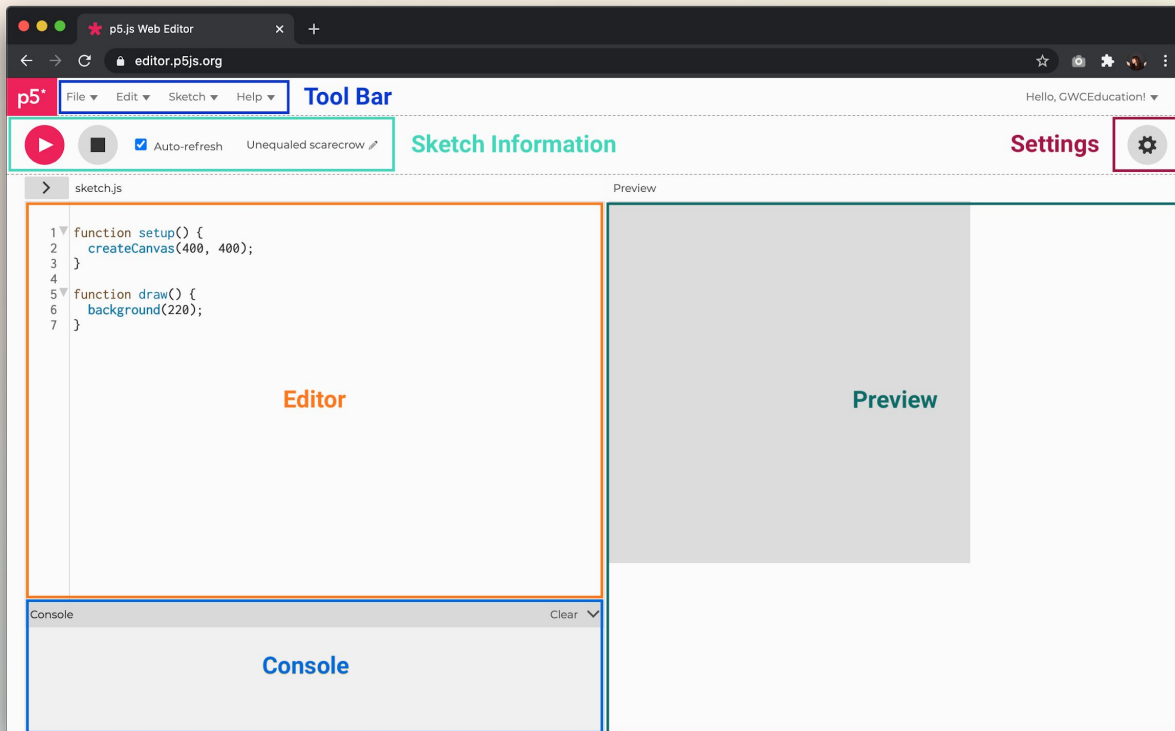 p5.js Web Editor
editor.p5js.org
p5* File Edit Sketch Help Tool Bar Hello, GWCEducation!
Auto-refresh Unequaled scarecrow Sketch Information Settings
sketch.js Preview
1 function setup() {
2   createCanvas(400, 400);
3 }
4
5 function draw() {
6   background(220);
7 }
Editor
Preview
Console Clear
Console